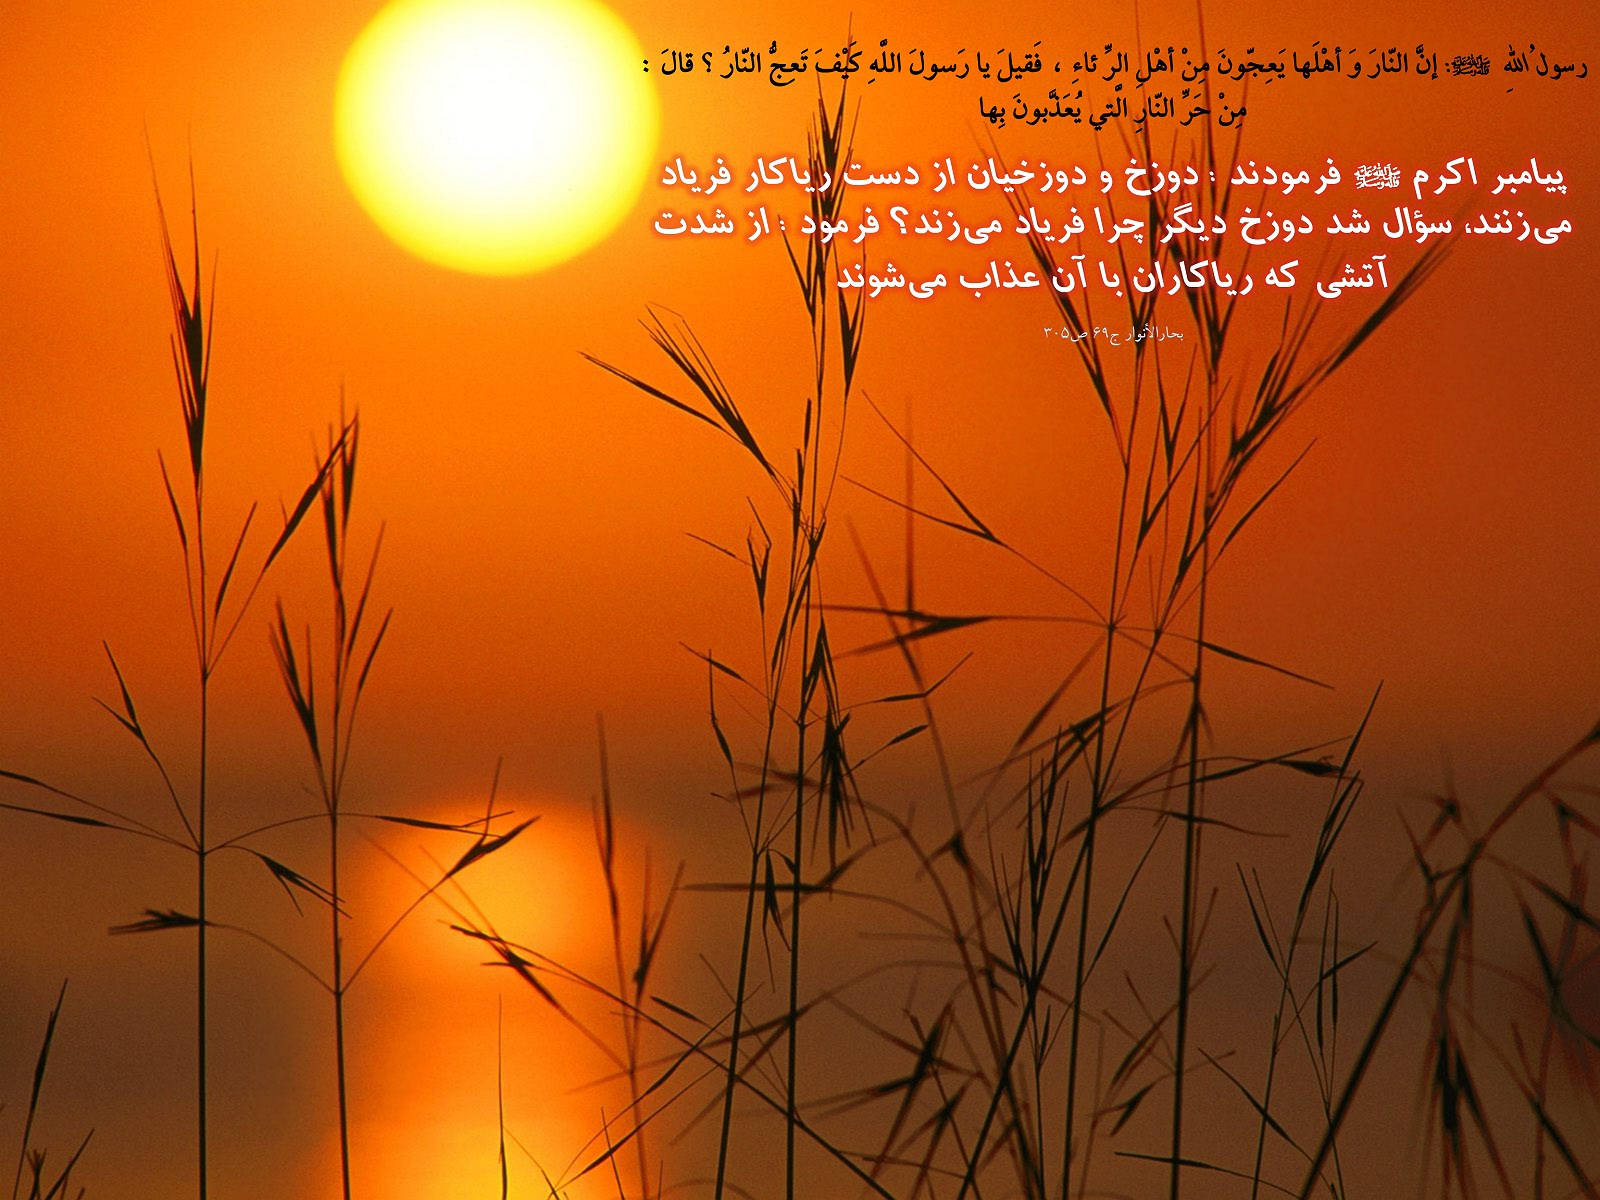 رسول ُاللهِ ﷺ: إنَّ النّارَ وَ أهْلَها يَعِجّونَ مِنْ أهْلِ الرِّئاءِ ، فَقيلَ يا رَسولَ اللَّهِ كَيْفَ تَعِجُّ النّارُ ؟ قالَ :
مِنْ حَرِّ النّارِ الَّتي يُعَذَّبونَ بِها
پیامبر اکرم ﷺ فرمودند : دوزخ و دوزخیان از دست ریاکار فریاد
می‌زنند، سؤال شد دوزخ دیگر چرا فریاد می‌زند؟ فرمود : از شدت
آتشی که ریاکاران با آن عذاب می‌شوند
بحارالأنوار ج۶۹ ص۳۰۵